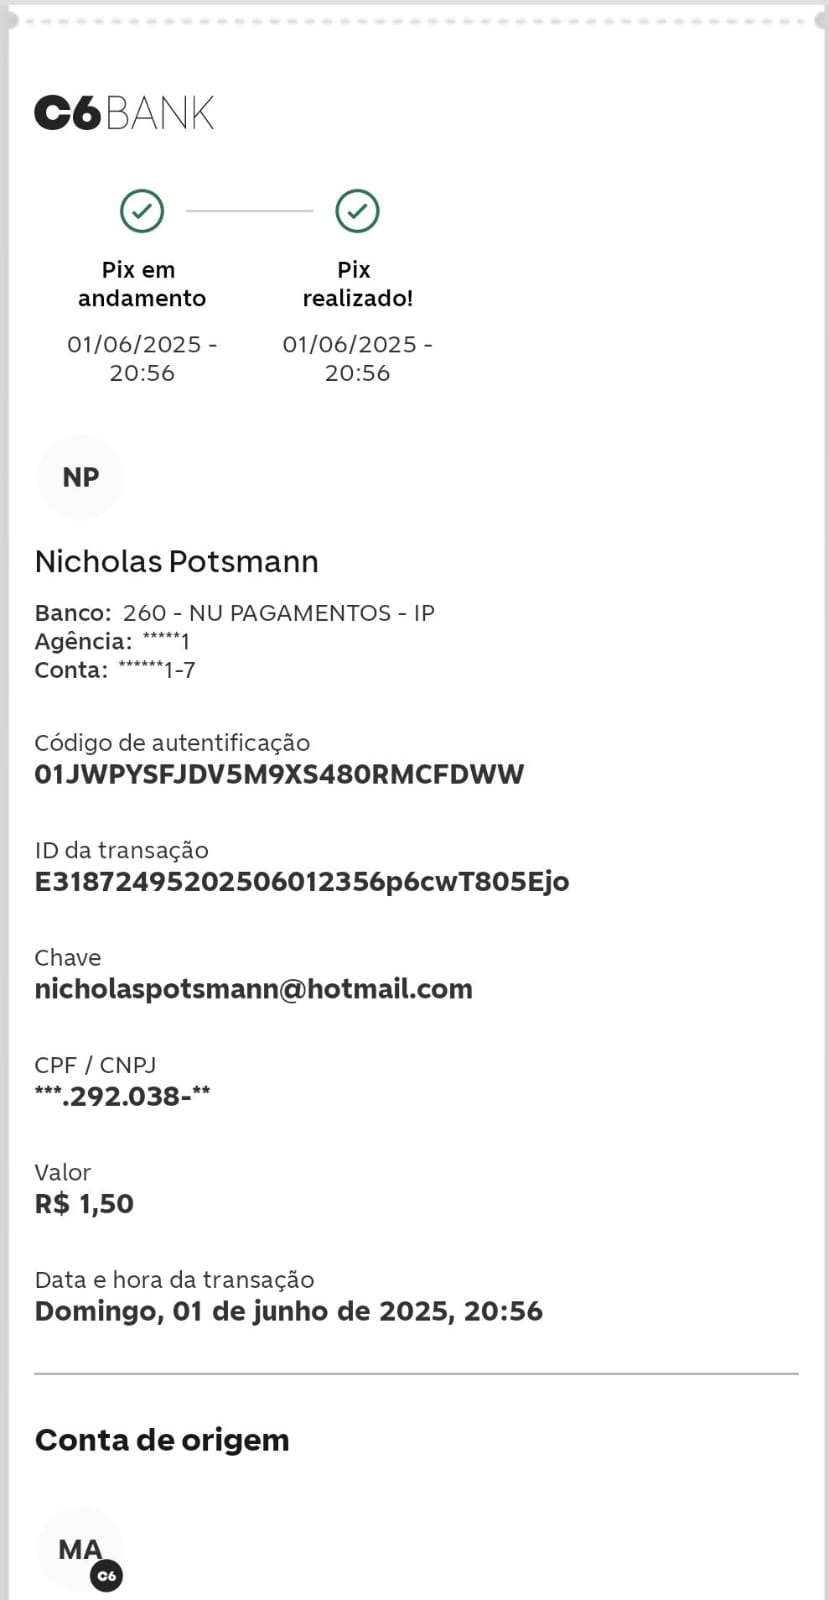 C6BANK
Pix em
andamento
01/06/2025 -
20:56
Pix
realizado!
01/06/2025 -
20:56
NP
Nicholas Potsmann
Banco: 260 - NU PAGAMENTOS - IP
Agência: *****1
Conta: ******1-7
Código de autentificação
01JWPYSFJDV5M9XS480RMCFDWW
ID da transação
E31872495202506012356p6cwT805Ejo
Chave
nicholaspotsmann@hotmail.com
CPF / CNPJ
***.292.038-**
Valor
R$ 1,50
Data e hora da transação
Domingo, 01 de junho de 2025, 20:56
Conta de origem
MA
C6